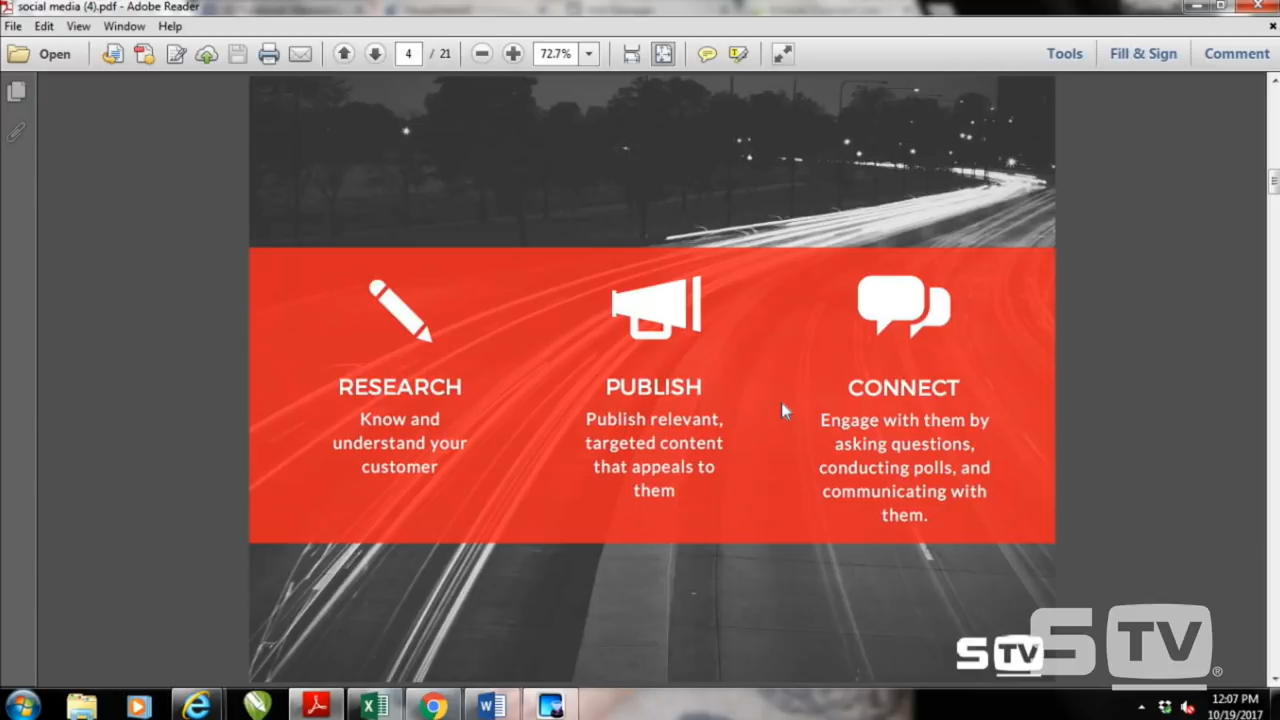 social media (4).pdf - Adobe Reader
File Edit View Window Help
Open
4 / 21
72.7%
Tools
Fill & Sign
Comment
RESEARCH
Know and
understand your
customer
PUBLISH
Publish relevant,
targeted content
that appeals to
them
CONNECT
Engage with them by
asking questions,
conducting polls, and
communicating with
them.
STV
STV®
12:07 PM
10/19/2017